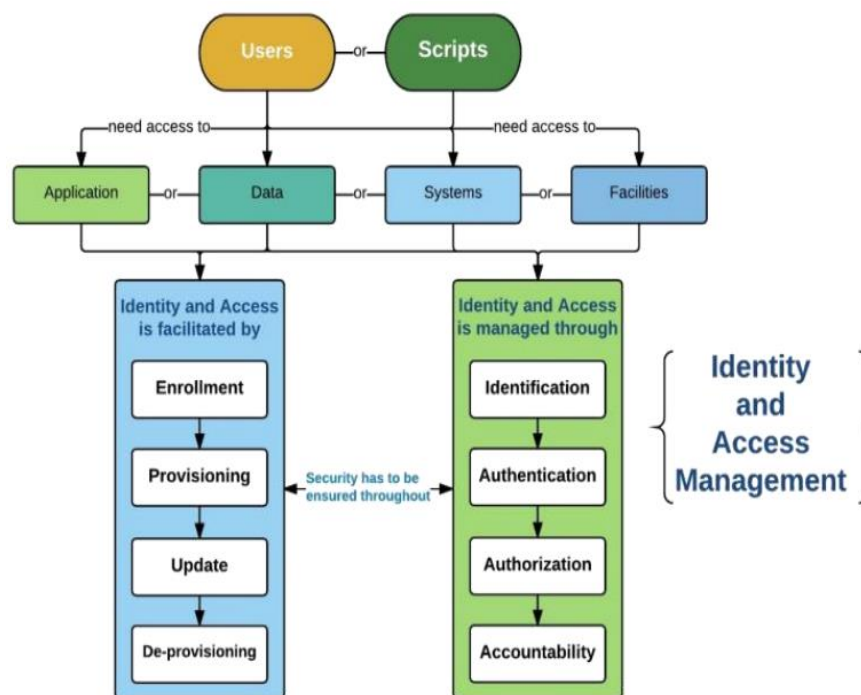 Users
or
Scripts
need access to
need access to
Application
or
Data
or
Systems
or
Facilities
Identity and Access
is facilitated by
Enrollment
Provisioning
Update
De-provisioning
Security has to be
ensured throughout
Identity and Access
is managed through
Identification
Authentication
Authorization
Accountability
Identity
and
Access
Management